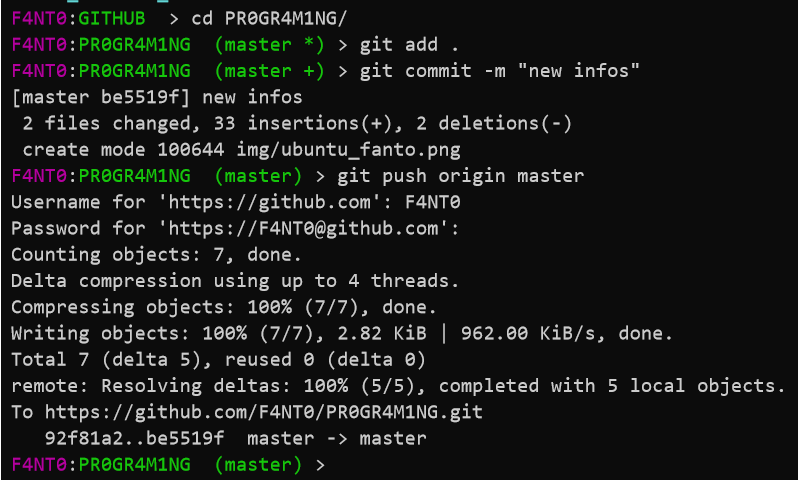 F4NT0:GITHUB  > cd PR0GR4M1NG/
F4NT0:PR0GR4M1NG  (master *) > git add .
F4NT0:PR0GR4M1NG  (master +) > git commit -m "new infos"
[master be5519f] new infos
 2 files changed, 33 insertions(+), 2 deletions(-)
 create mode 100644 img/ubuntu_fanto.png
F4NT0:PR0GR4M1NG  (master) > git push origin master
Username for 'https://github.com': F4NT0
Password for 'https://F4NT0@github.com':
Counting objects: 7, done.
Delta compression using up to 4 threads.
Compressing objects: 100% (7/7), done.
Writing objects: 100% (7/7), 2.82 KiB | 962.00 KiB/s, done.
Total 7 (delta 5), reused 0 (delta 0)
remote: Resolving deltas: 100% (5/5), completed with 5 local objects.
To https://github.com/F4NT0/PR0GR4M1NG.git
   92f81a2..be5519f  master -> master
F4NT0:PR0GR4M1NG  (master) >